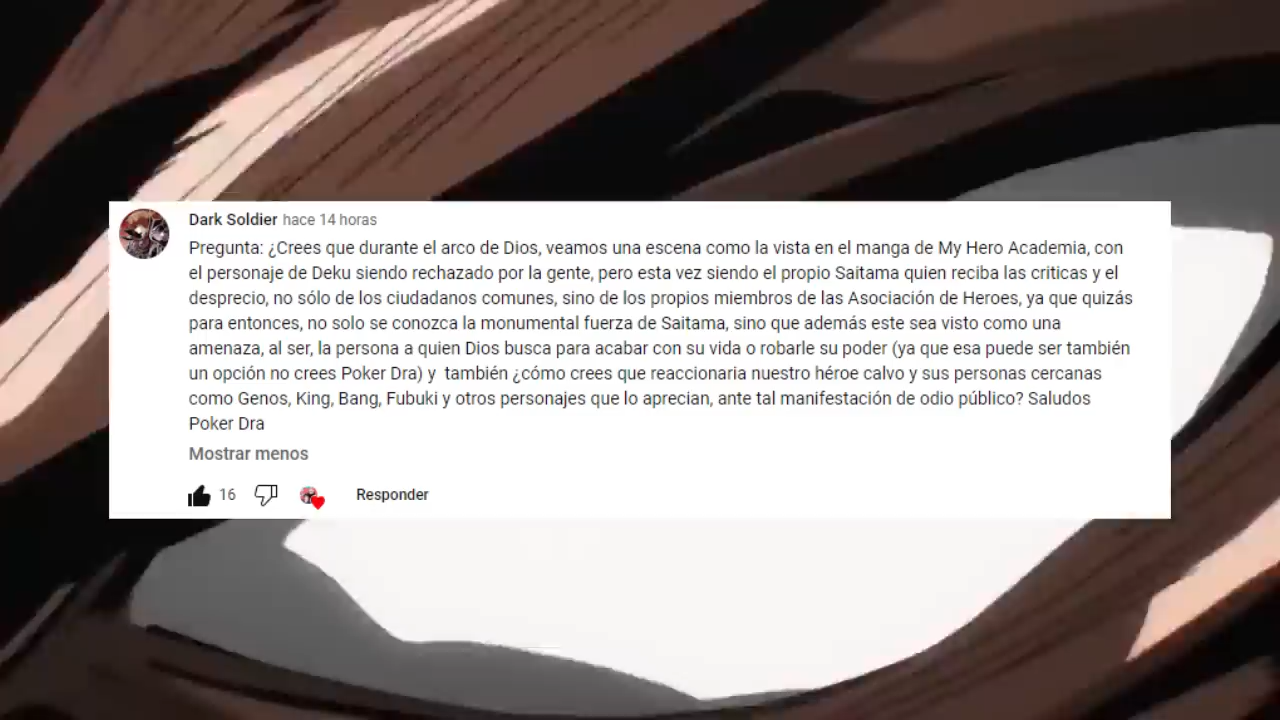 Dark Soldier hace 14 horas
Pregunta: ¿Crees que durante el arco de Dios, veamos una escena como la vista en el manga de My Hero Academia, con
el personaje de Deku siendo rechazado por la gente, pero esta vez siendo el propio Saitama quien reciba las criticas y el
desprecio, no sólo de los ciudadanos comunes, sino de los propios miembros de las Asociación de Heroes, ya que quizás
para entonces, no solo se conozca la monumental fuerza de Saitama, sino que además este sea visto como una
amenaza, al ser, la persona a quien Dios busca para acabar con su vida o robarle su poder (ya que esa puede ser también
un opción no crees Poker Dra) y  también ¿cómo crees que reaccionaria nuestro héroe calvo y sus personas cercanas
como Genos, King, Bang, Fubuki y otros personajes que lo aprecian, ante tal manifestación de odio público? Saludos
Poker Dra
Mostrar menos
16 Responder